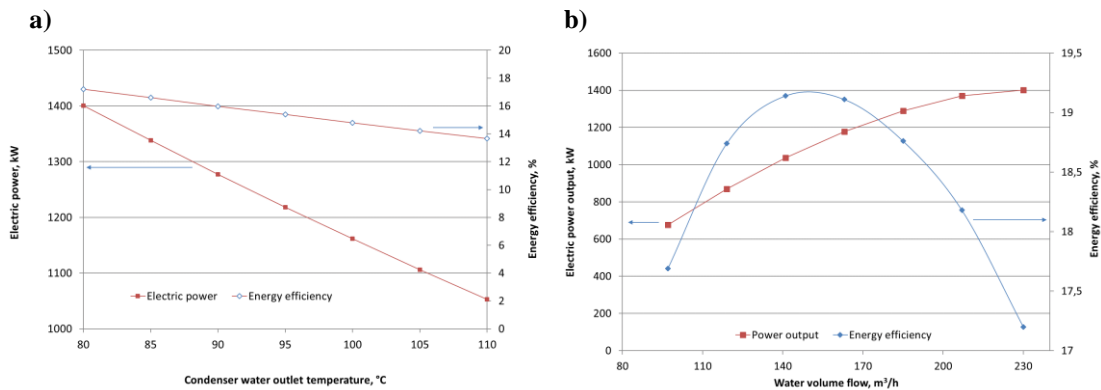 a)
1500
1400
1300
1200
1100
1000
Electric power, kW
20
18
16
14
12
10
8
6
4
2
0
Energy efficiency, %
Electric power
Energy efficiency
80 85 90 95 100 105 110
Condenser water outlet temperature, °C
b)
1600
1400
1200
1000
800
600
400
200
0
Electric power output, kW
19,5
19
18,5
18
17,5
17
Energy efficiency, %
Power output
Energy efficiency
80 110 140 170 200 230
Water volume flow, m³/h